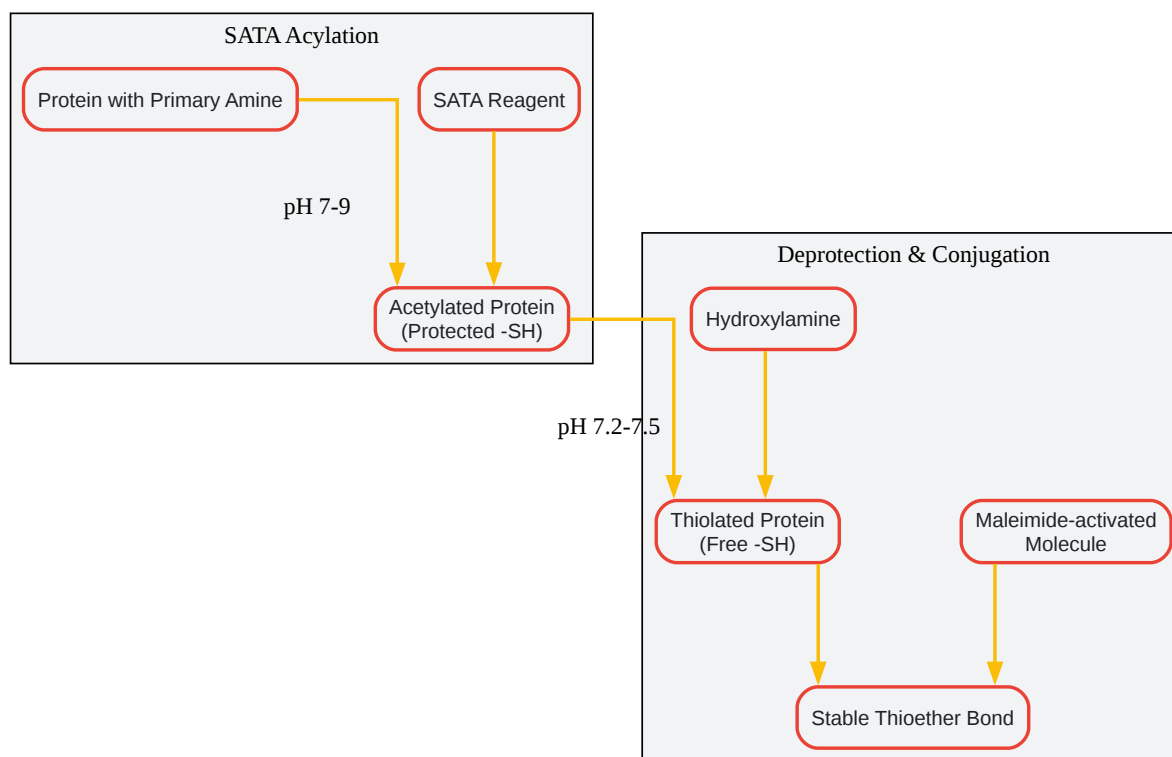 SATA Acylation
Protein with Primary Amine
SATA Reagent
pH 7-9
Acetylated Protein
(Protected -SH)
Deprotection & Conjugation
Hydroxylamine
pH 7.2-7.5
Thiolated Protein
(Free -SH)
Maleimide-activated
Molecule
Stable Thioether Bond